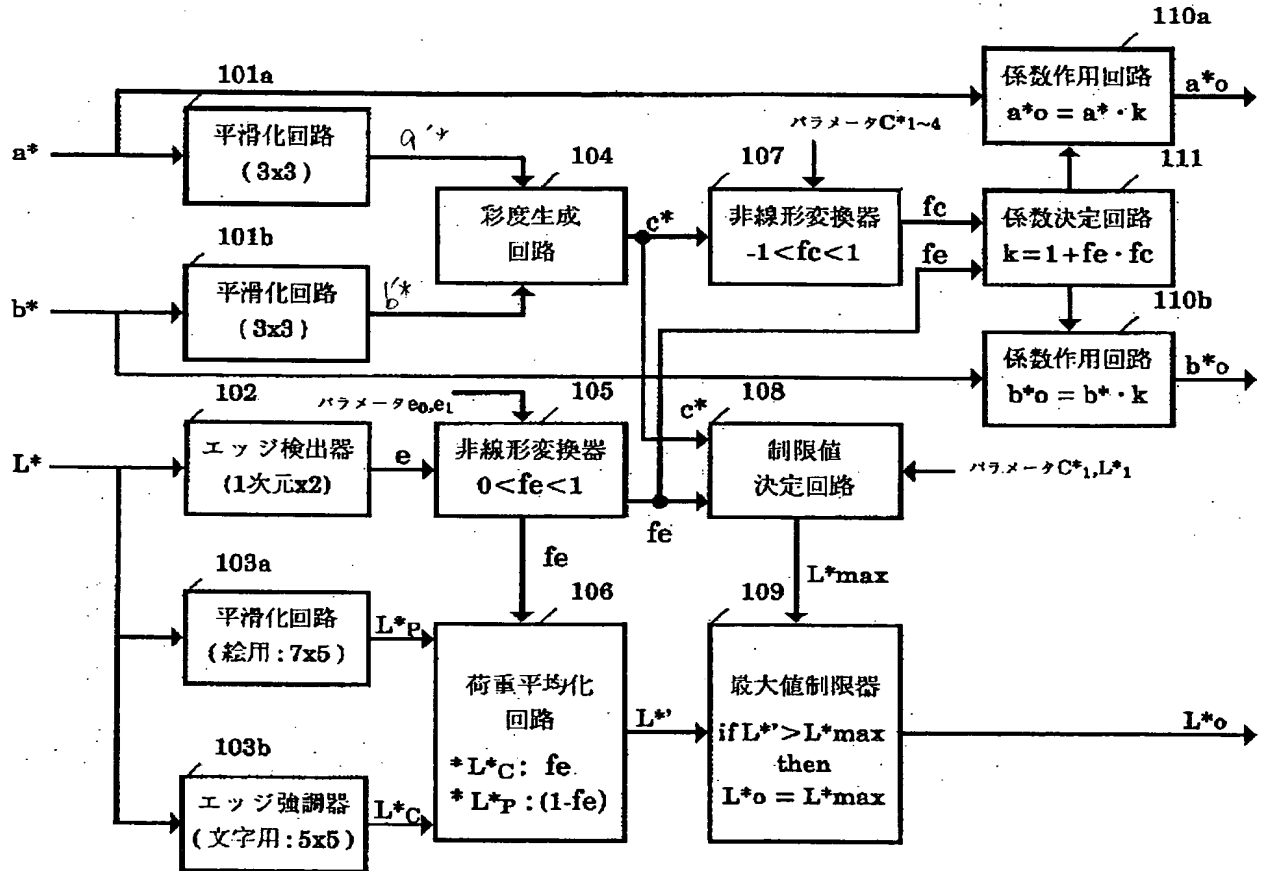 110a
係数作用回路
a*o = a*・k
a*o
101a
平滑化回路
(3x3)
a*
a'*
パラメータC*1~4
104
彩度生成
回路
c*
107
非線形変換器
-1<fc<1
fc
fe
111
係数決定回路
k=1+fe・fc
101b
平滑化回路
(3x3)
b*
b'*
110b
係数作用回路
b*o = b*・k
b*o
102
エッジ検出器
(1次元x2)
L*
e
パラメータe0,e1
105
非線形変換器
0<fe<1
fe
fe
c*
108
制限値
決定回路
パラメータC*1,L*1
L*max
103a
平滑化回路
(絵用:7x5)
L*P
106
荷重平均化
回路
*L*C: fe
*L*P:(1-fe)
L*'
109
最大値制限器
if L*'>L*max
then
L*o = L*max
L*o
103b
エッジ強調器
(文字用:5x5)
L*C